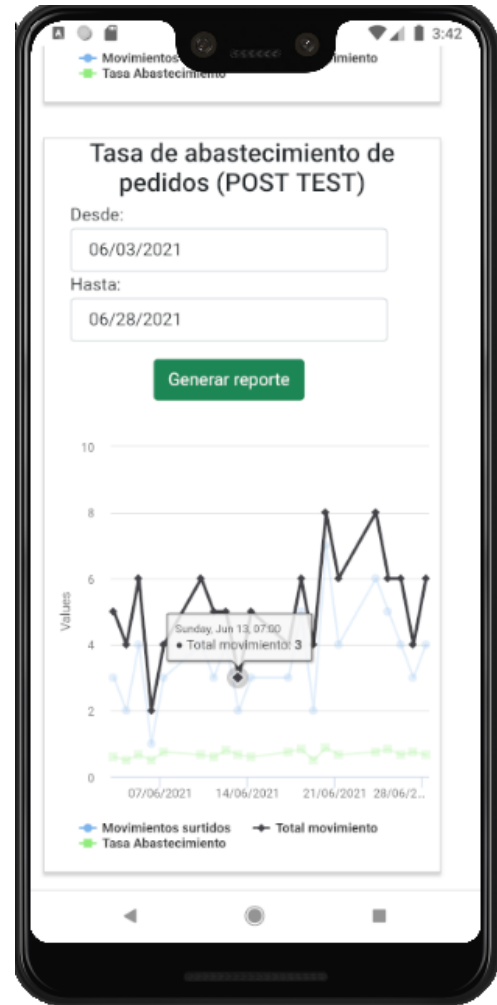 3:42
Movimientos
imiento
Tasa Abastecimiento
Tasa de abastecimiento de
pedidos (POST TEST)
Desde:
06/03/2021
Hasta:
06/28/2021
Generar reporte
10
8
6
4
2
0
Values
Sunday, Jun 13, 07:00
● Total movimiento: 3
07/06/2021 14/06/2021 21/06/2021 28/06/2...
Movimientos surtidos Total movimiento
Tasa Abastecimiento